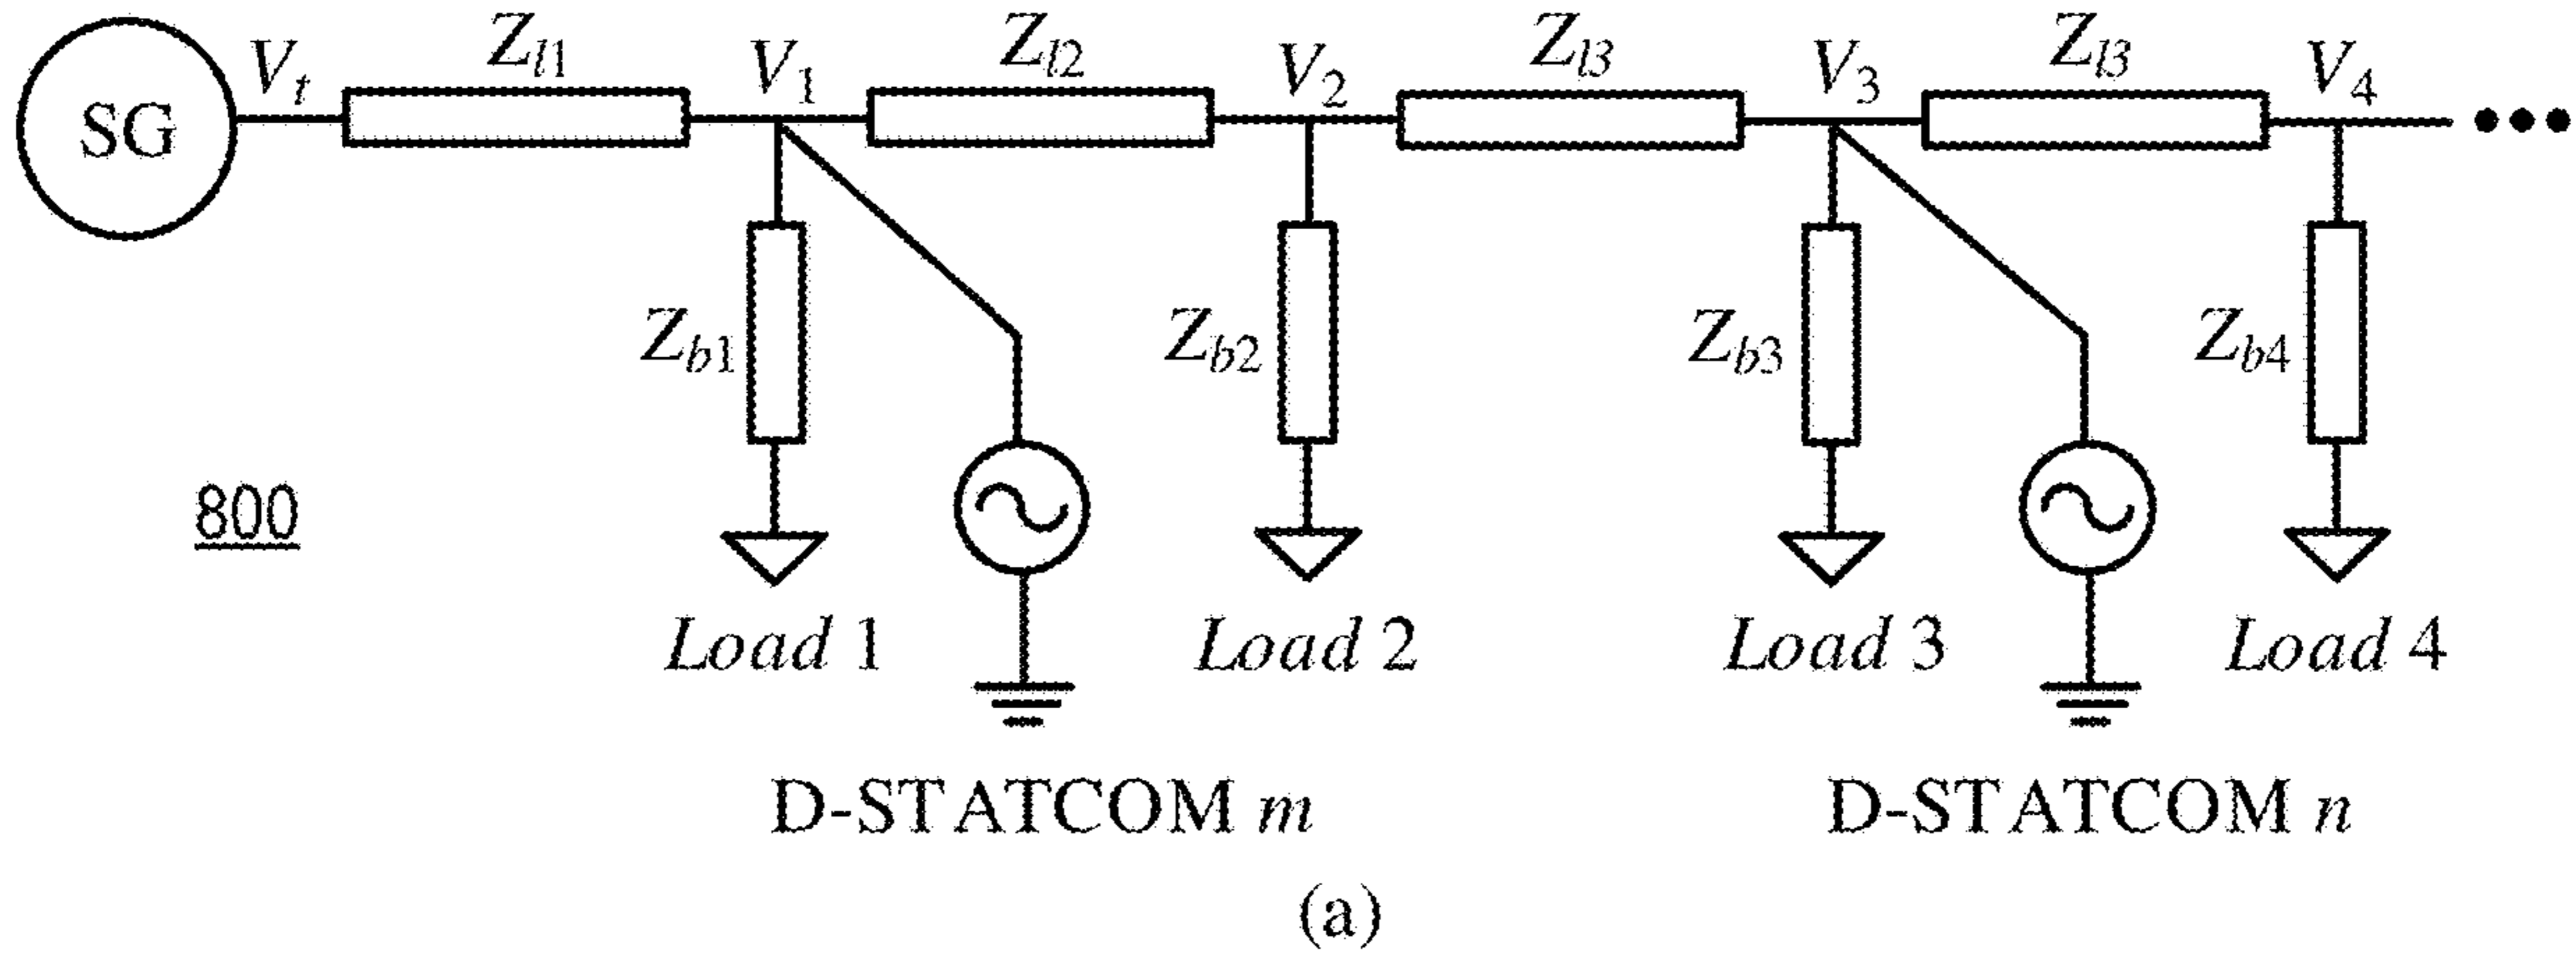 SG V_t Z_l1 V_1 Z_l2 V_2 Z_l3 V_3 Z_l3 V_4
Z_b1 Z_b2 Z_b3 Z_b4
800
Load 1 Load 2 Load 3 Load 4
D-STATCOM m D-STATCOM n
(a)